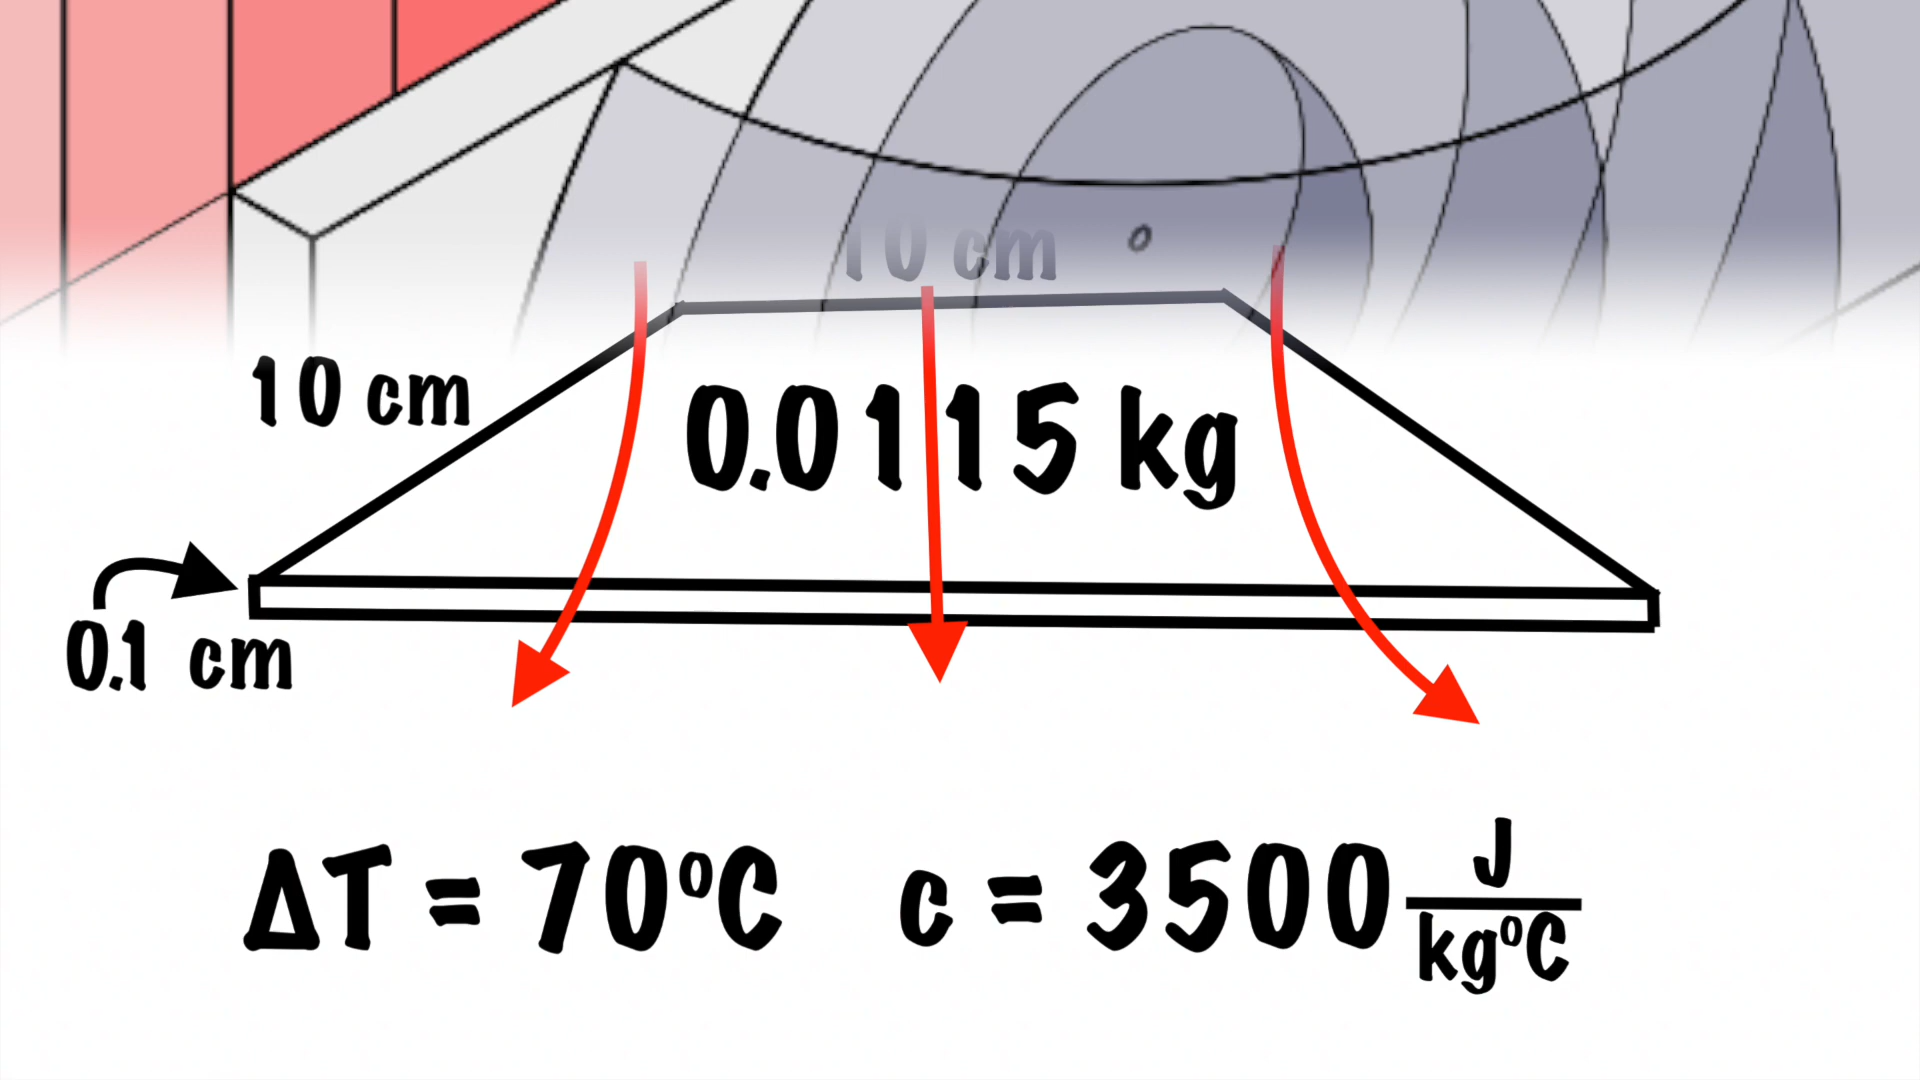 10 cm
10 cm
0.0115 kg
0.1 cm
ΔT = 70°C c = 3500 J/kg°C